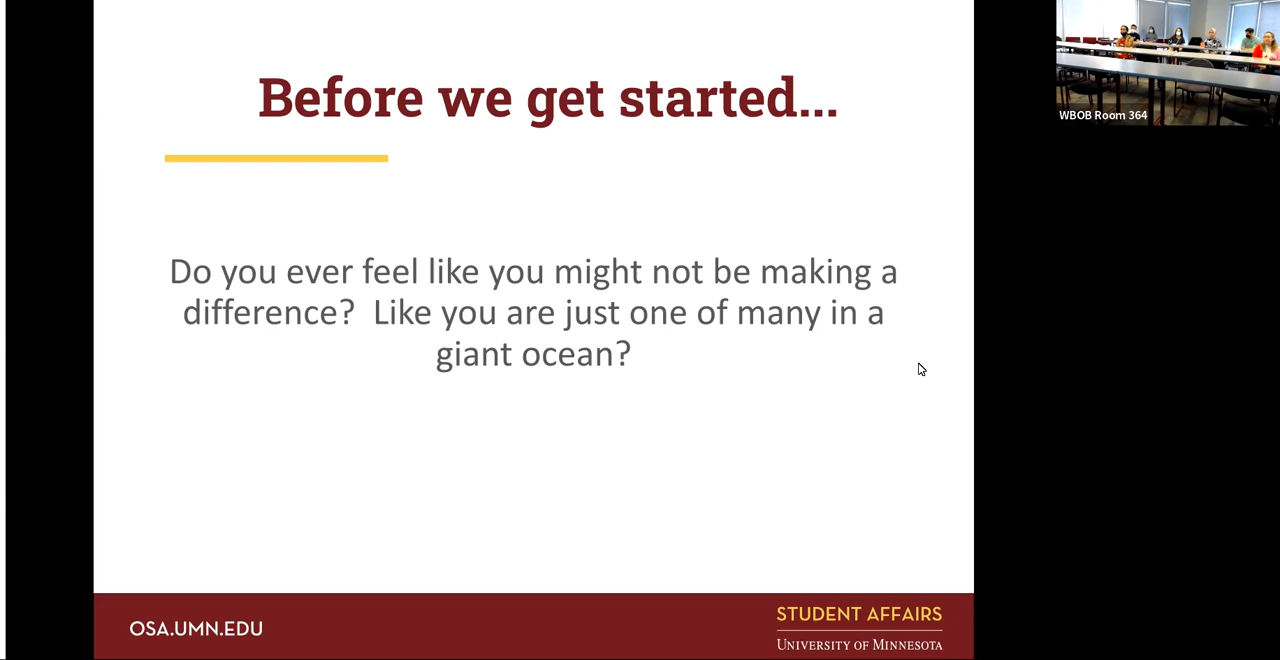 Before we get started...
Do you ever feel like you might not be making a
difference?  Like you are just one of many in a
giant ocean?
OSA.UMN.EDU
STUDENT AFFAIRS
UNIVERSITY OF MINNESOTA
WBOB Room 364